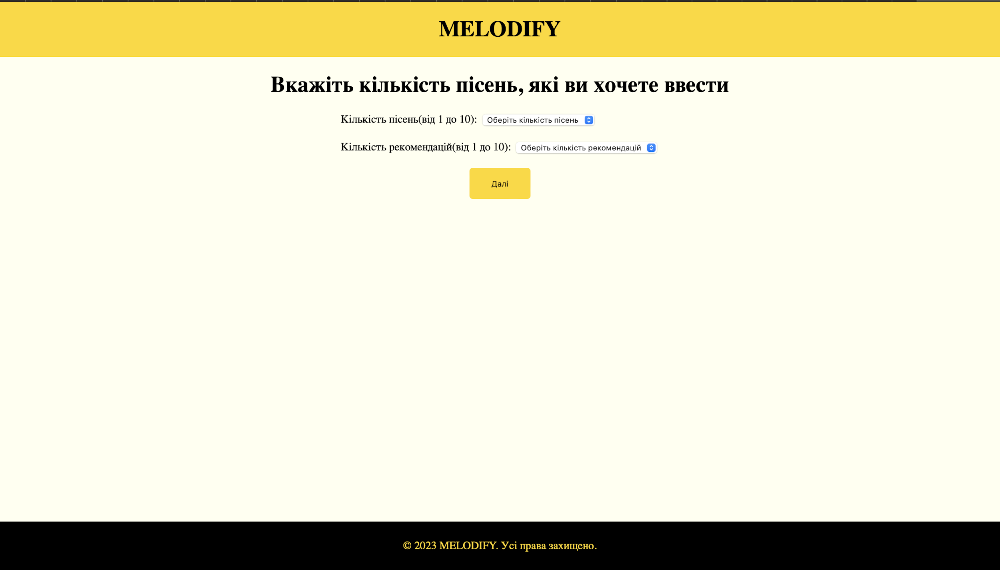 MELODIFY
Вкажіть кількість пісень, які ви хочете ввести
Кількість пісень(від 1 до 10): Оберіть кількість пісень
Кількість рекомендацій(від 1 до 10): Оберіть кількість рекомендацій
Далі
© 2023 MELODIFY. Усі права захищено.